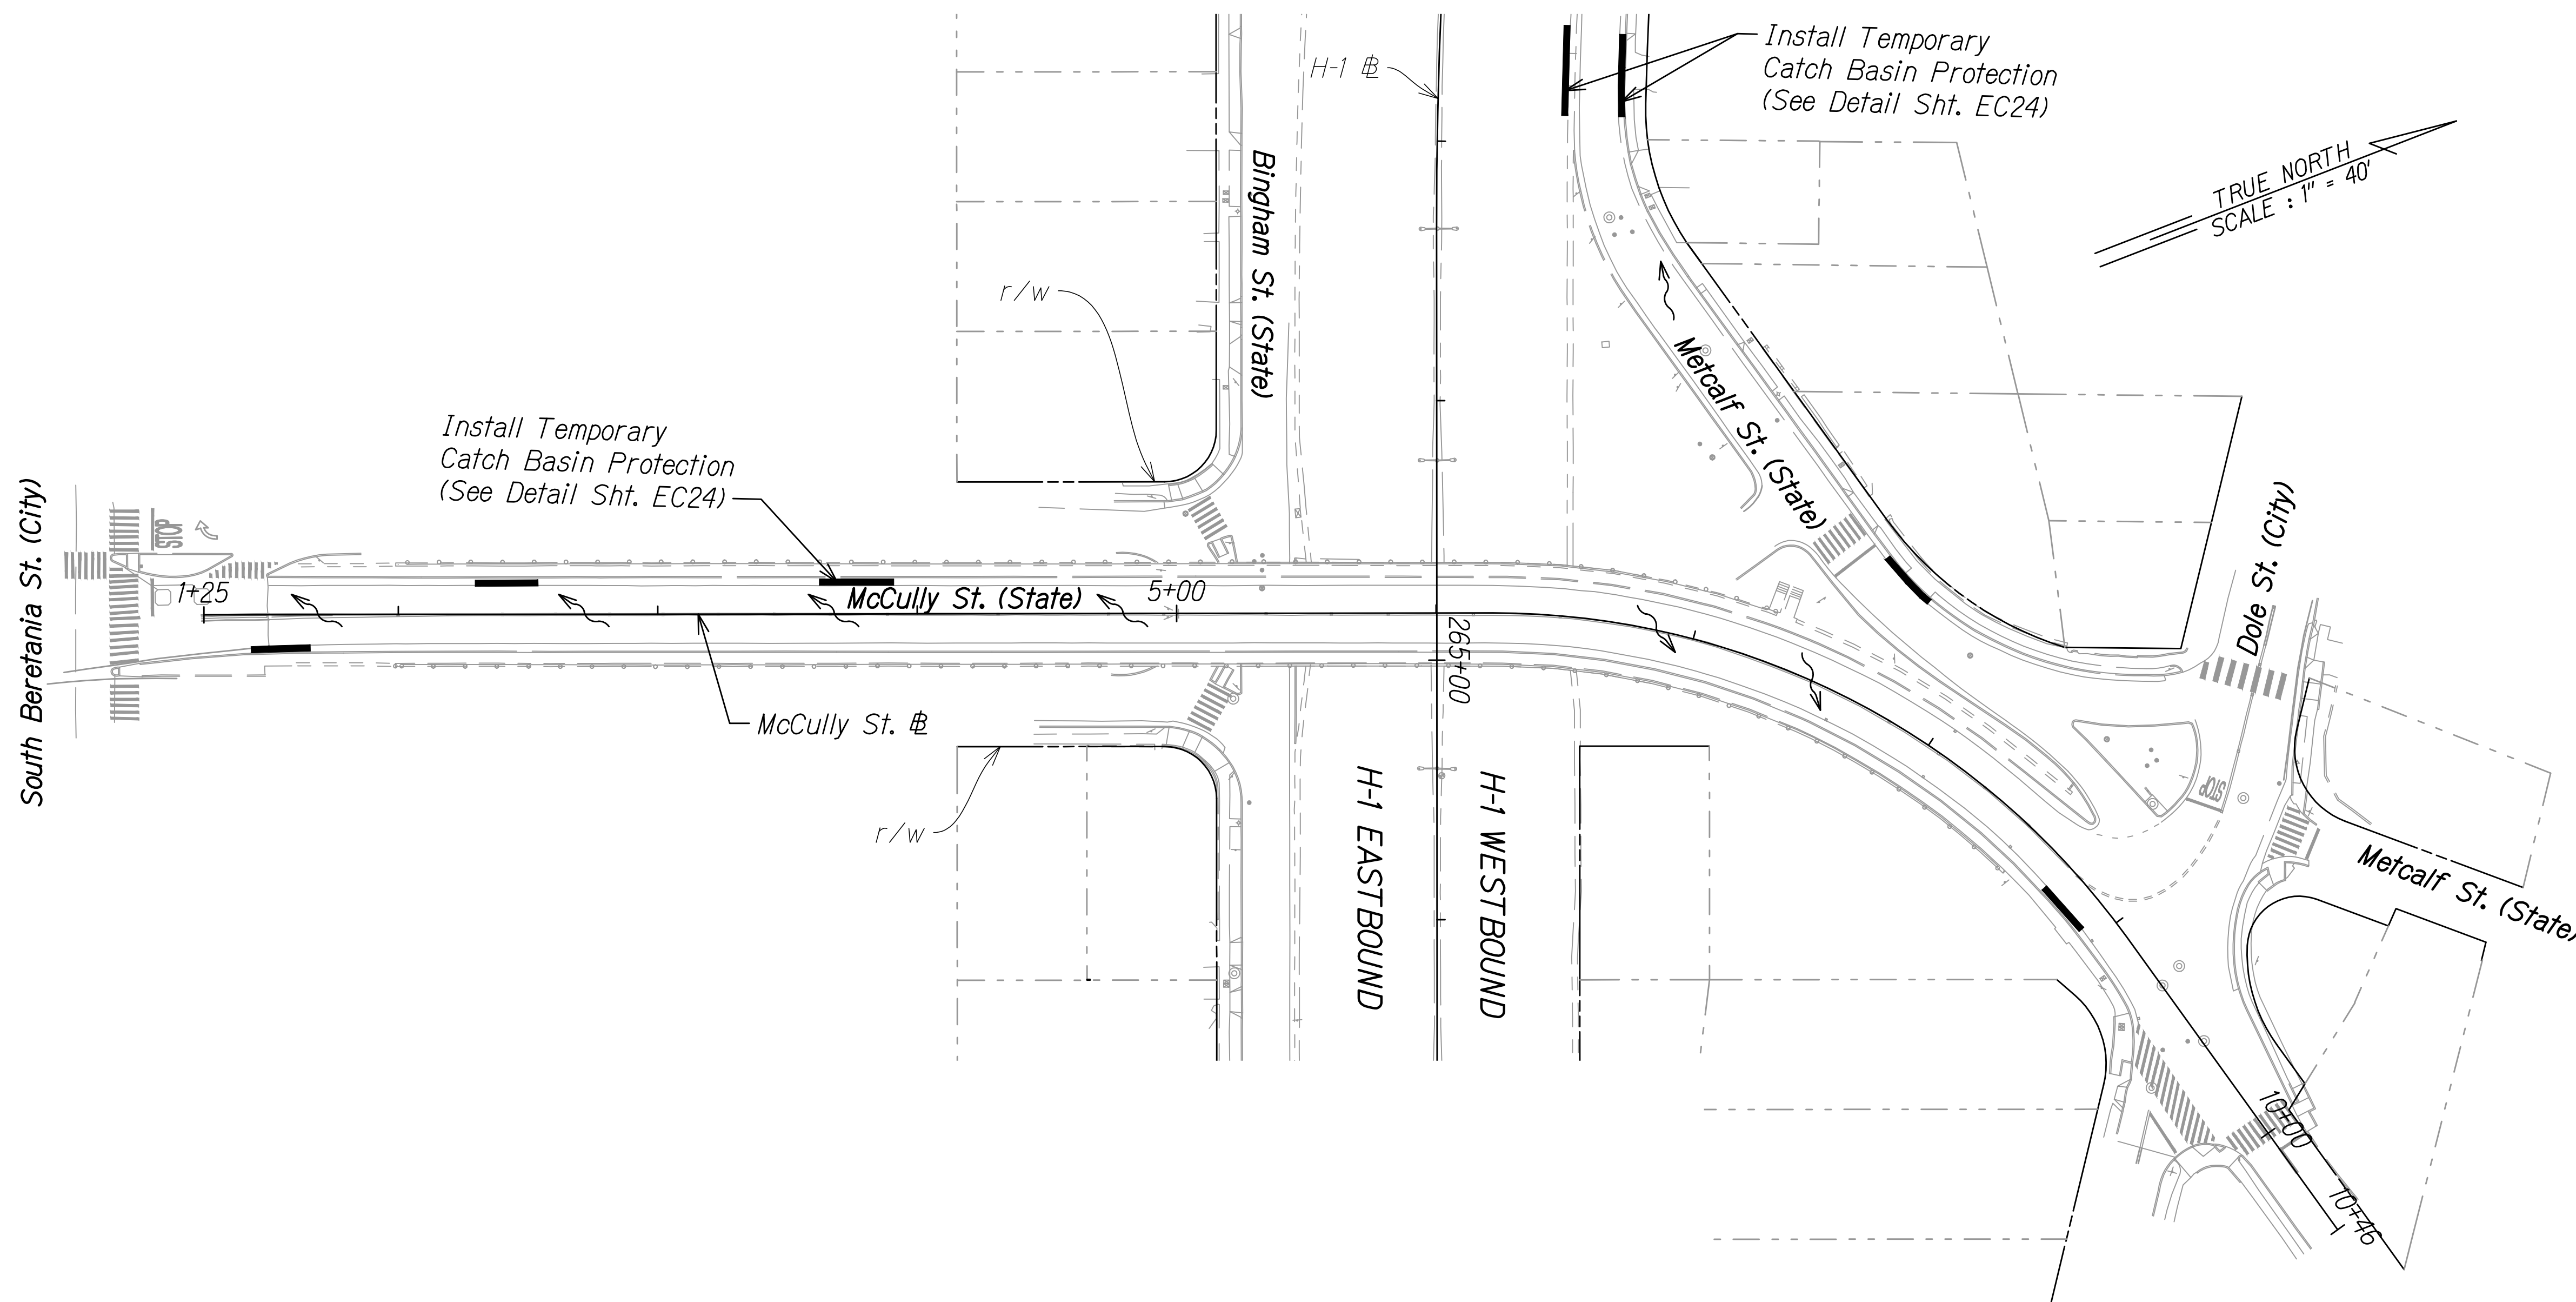 Install Temporary
Catch Basin Protection
(See Detail Sht. EC24)
H-1 BL
TRUE NORTH
SCALE : 1" = 40'
Bingham St. (State)
r/w
Metcalf St. (State)
Install Temporary
Catch Basin Protection
(See Detail Sht. EC24)
South Beretania St. (City)
STOP
1+25
McCully St. (State)
5+00
265+00
Dole St. (City)
McCully St. BL
r/w
H-1 EASTBOUND
H-1 WESTBOUND
STOP
Metcalf St. (State)
10+00
10+46